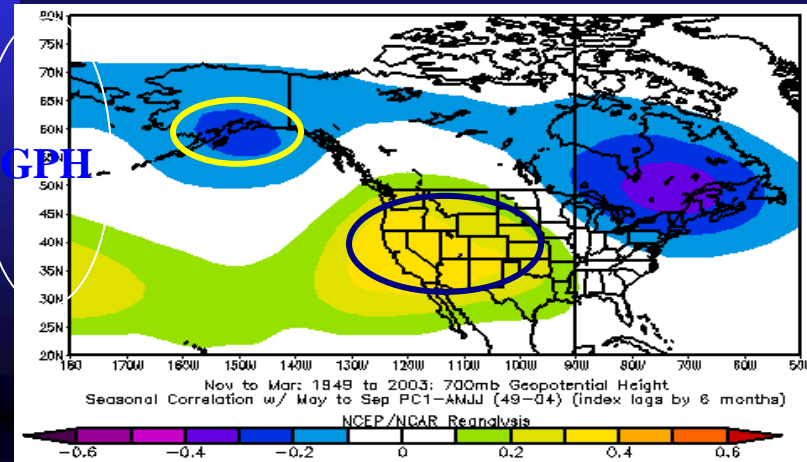 80N
75N
70N
65N
60N
55N
50N
45N
40N
35N
30N
25N
20N
GPH
180 170W 160W 150W 140W 130W 120W 110W 100W 90W 80W 70W 60W 50
Nov to Mar: 1949 to 2003: 700mb Geopotential Height
Seasonal Correlation w/ May to Sep PC1-AMJJ (49-04) (index lags by 6 months)
NCEP/NCAR Reanalysis
-0.6 -0.4 -0.2 0 0.2 0.4 0.6